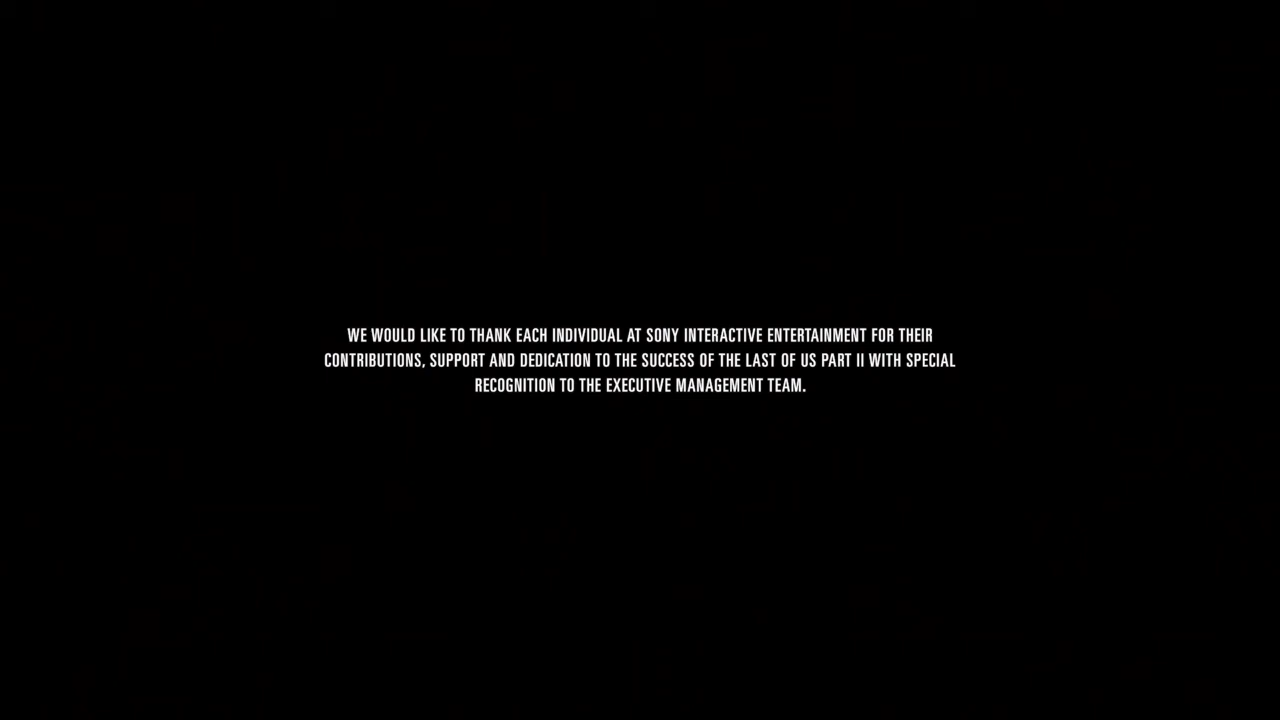 WE WOULD LIKE TO THANK EACH INDIVIDUAL AT SONY INTERACTIVE ENTERTAINMENT FOR THEIR
CONTRIBUTIONS, SUPPORT AND DEDICATION TO THE SUCCESS OF THE LAST OF US PART II WITH SPECIAL
RECOGNITION TO THE EXECUTIVE MANAGEMENT TEAM.